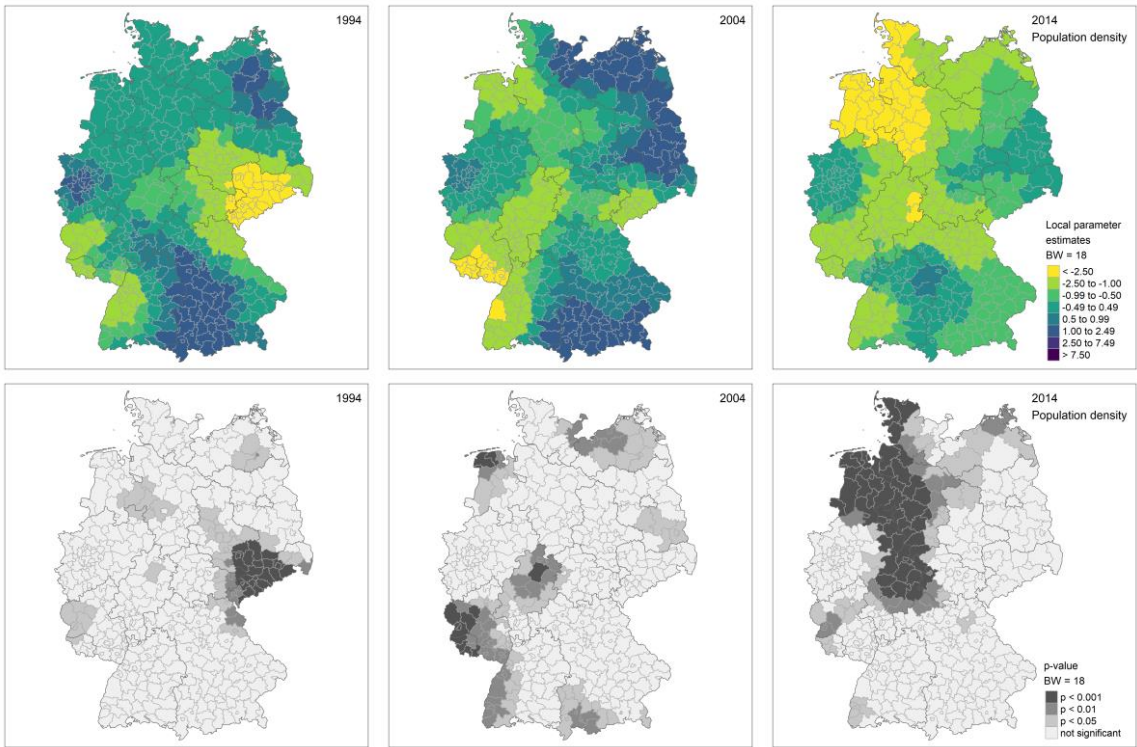 1994
2004
2014
Population density
Local parameter
estimates
BW = 18
< -2.50
-2.50 to -1.00
-0.99 to -0.50
-0.49 to 0.49
0.5 to 0.99
1.00 to 2.49
2.50 to 7.49
> 7.50
1994
2004
2014
Population density
p-value
BW = 18
p < 0.001
p < 0.01
p < 0.05
not significant